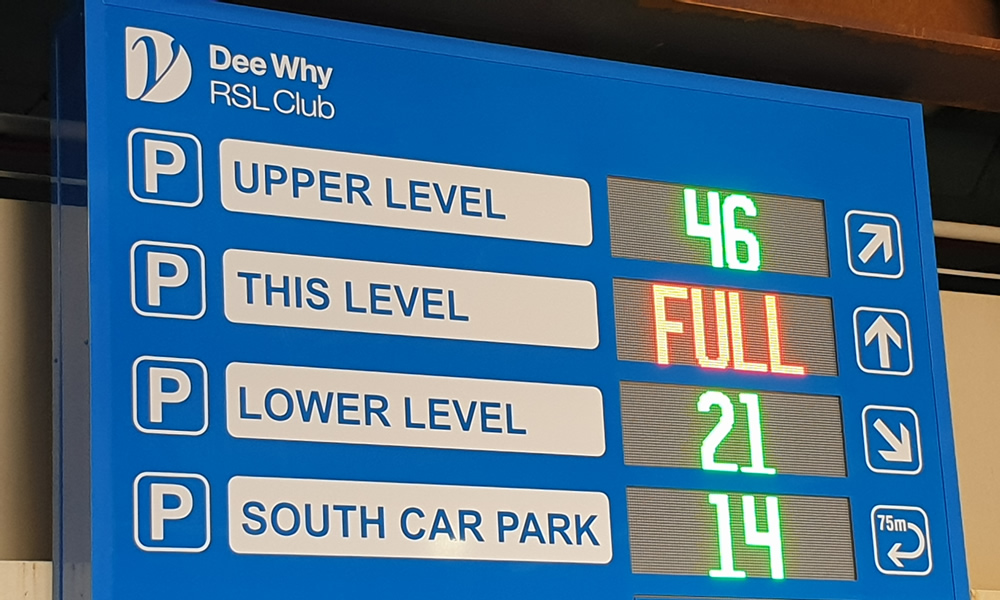 Dee Why
RSL Club
P UPPER LEVEL 46
P THIS LEVEL FULL
P LOWER LEVEL 21
P SOUTH CAR PARK 14 75m